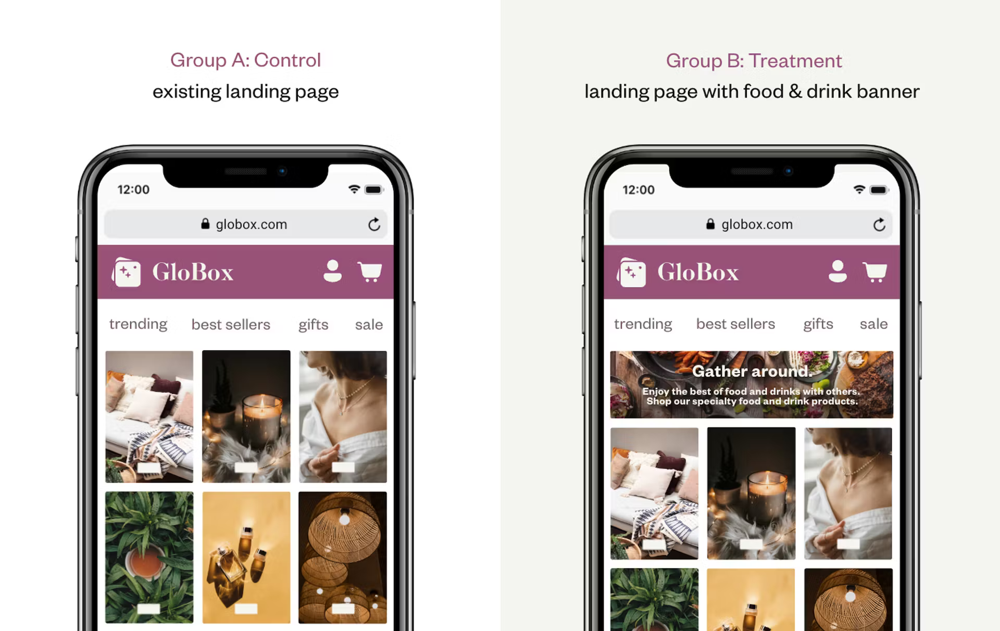 Group A: Control
existing landing page
12:00
globox.com
GloBox
trending best sellers gifts sale
Group B: Treatment
landing page with food & drink banner
12:00
globox.com
GloBox
trending best sellers gifts sale
Gather around.
Enjoy the best of food and drinks with others.
Shop our specialty food and drink products.